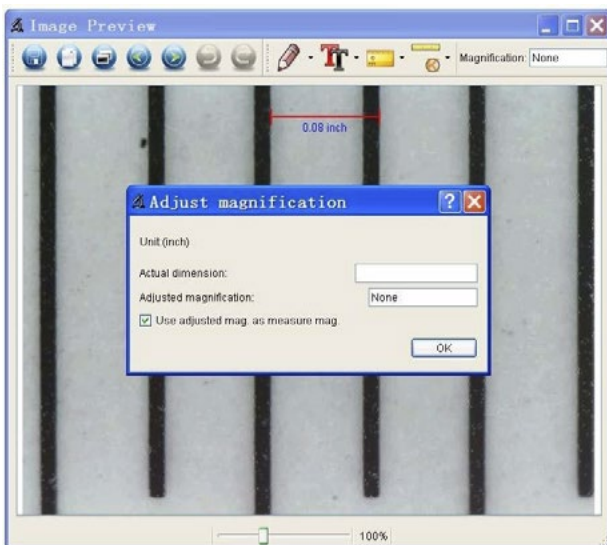 Image Preview
Magnification: None
0.08 inch
Adjust magnification
?
Unit (inch)
Actual dimension:
Adjusted magnification: None
Use adjusted mag. as measure mag.
OK
100%